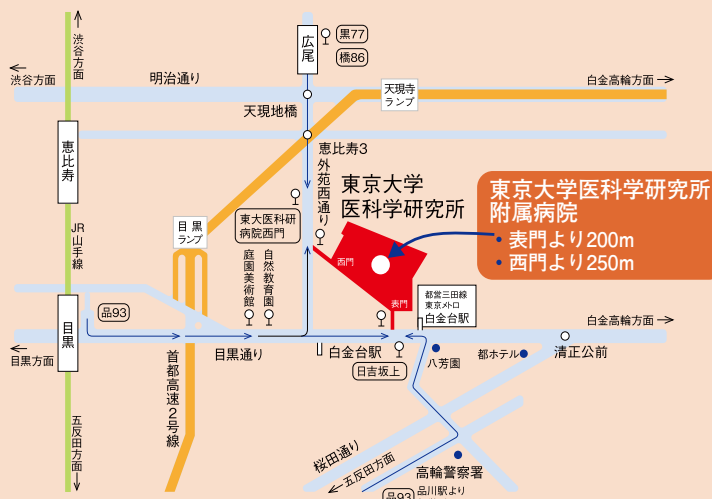 渋谷方面
渋谷方面
明治通り
広尾
黒77
橋86
天現寺
ランプ
白金高輪方面
天現地橋
恵比寿
恵比寿3
外苑西通り
東京大学
医科学研究所
東京大学医科学研究所
附属病院
・表門より200m
・西門より250m
目黒
ランプ
東大医科研
病院西門
西門
表門
JR山手線
庭園美術館
自然教育園
都営三田線
東京メトロ
白金台駅
品93
目黒
目黒方面
首都高速2号線
目黒通り
白金台駅
日吉坂上
八芳園
都ホテル
清正公前
白金高輪方面
五反田方面
桜田通り
五反田方面
高輪警察署
品93
品川駅より